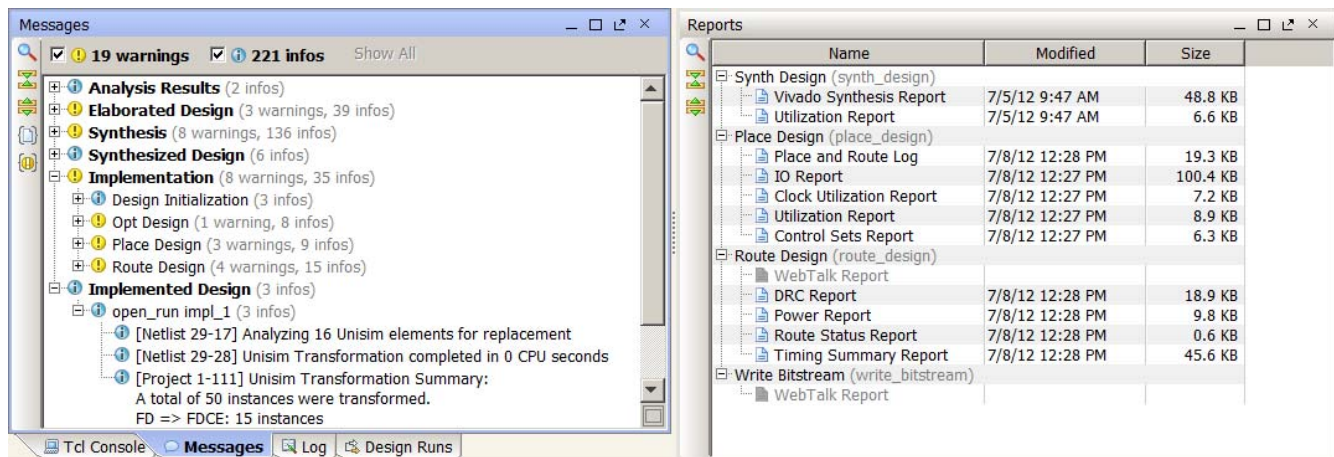 Messages
19 warnings 221 infos Show All
Analysis Results (2 infos)
Elaborated Design (3 warnings, 39 infos)
Synthesis (8 warnings, 136 infos)
Synthesized Design (6 infos)
Implementation (8 warnings, 35 infos)
Design Initialization (3 infos)
Opt Design (1 warning, 8 infos)
Place Design (3 warnings, 9 infos)
Route Design (4 warnings, 15 infos)
Implemented Design (3 infos)
open_run impl_1 (3 infos)
[Netlist 29-17] Analyzing 16 Unisim elements for replacement
[Netlist 29-28] Unisim Transformation completed in 0 CPU seconds
[Project 1-111] Unisim Transformation Summary:
A total of 50 instances were transformed.
FD => FDCE: 15 instances
Tcl Console Messages Log Design Runs
Reports
Name Modified Size
Synth Design (synth_design)
Vivado Synthesis Report 7/5/12 9:47 AM 48.8 KB
Utilization Report 7/5/12 9:47 AM 6.6 KB
Place Design (place_design)
Place and Route Log 7/8/12 12:28 PM 19.3 KB
IO Report 7/8/12 12:27 PM 100.4 KB
Clock Utilization Report 7/8/12 12:27 PM 7.2 KB
Utilization Report 7/8/12 12:27 PM 8.9 KB
Control Sets Report 7/8/12 12:27 PM 6.3 KB
Route Design (route_design)
WebTalk Report
DRC Report 7/8/12 12:28 PM 18.9 KB
Power Report 7/8/12 12:28 PM 9.8 KB
Route Status Report 7/8/12 12:28 PM 0.6 KB
Timing Summary Report 7/8/12 12:28 PM 45.6 KB
Write Bitstream (write_bitstream)
WebTalk Report